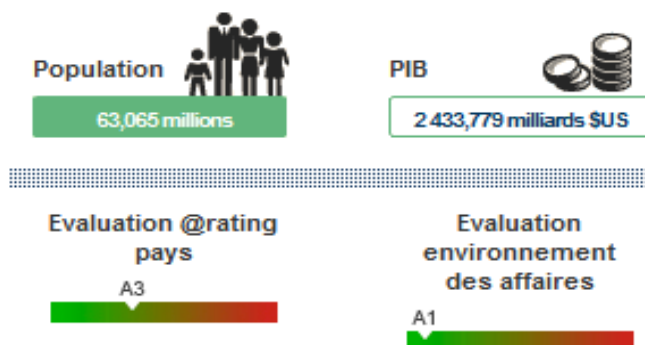 Population
PIB
63,065 millions
2 433,779 milliards $US
Evaluation @rating
pays
A3
Evaluation
environnement
des affaires
A1